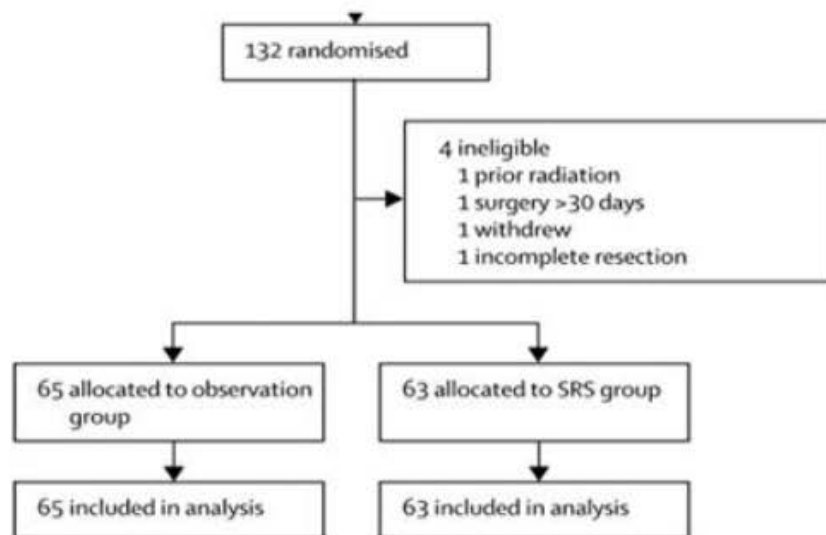 132 randomised
4 ineligible
1 prior radiation
1 surgery >30 days
1 withdrew
1 incomplete resection
65 allocated to observation
group
63 allocated to SRS group
65 included in analysis
63 included in analysis